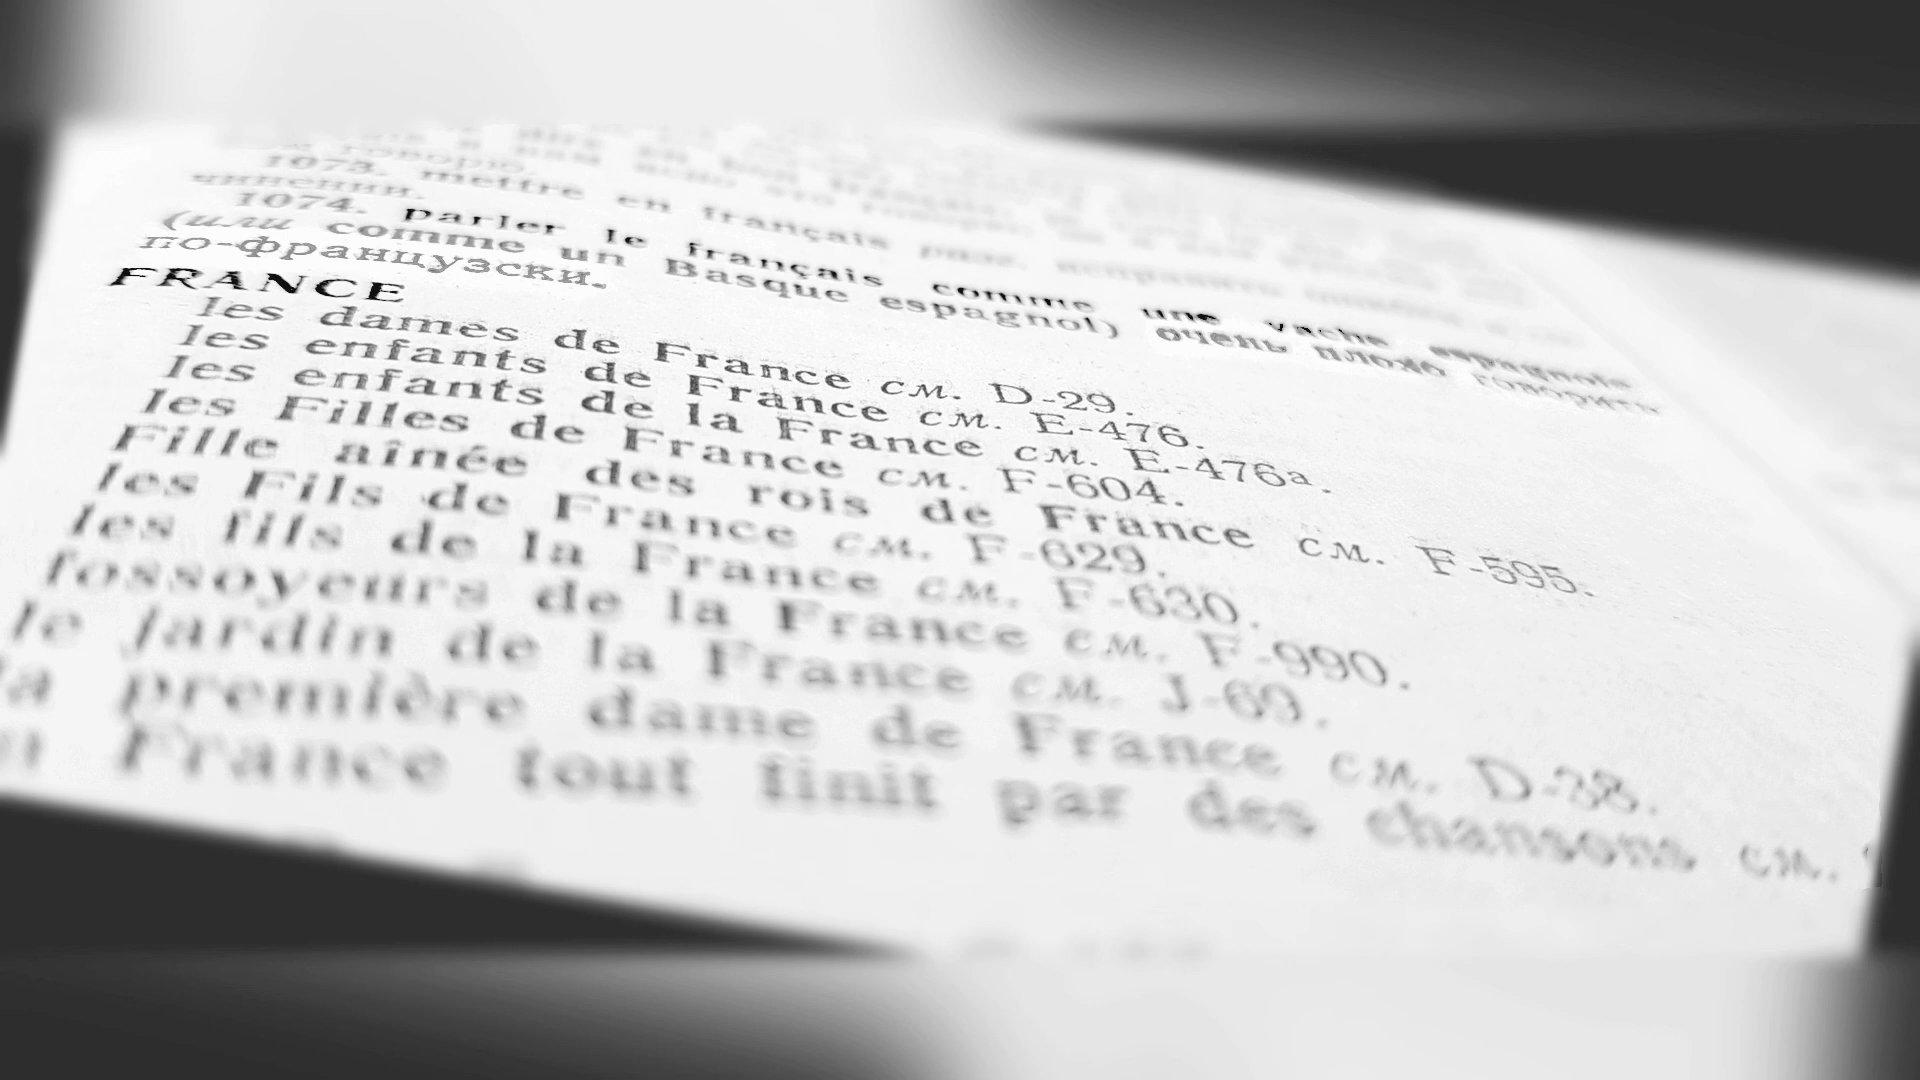 говорю.
1073. mettre en français разг. исправить
чинении.
1074. parler le français comme une vache espagnole
(или comme un Basque espagnol) очень плохо говорить
по-французски.
FRANCE
les dames de France см. D-29.
les enfants de France см. E-476.
les enfants de la France см. E-476a.
les Filles de France см. F-604.
Fille aînée des rois de France см. F-595.
les Fils de France см. F-629.
les fils de la France см. F-630.
fossoyeurs de la France см. F-990.
le jardin de la France см. J-69.
la première dame de France см. D-38.
France tout finit par des chansons см.